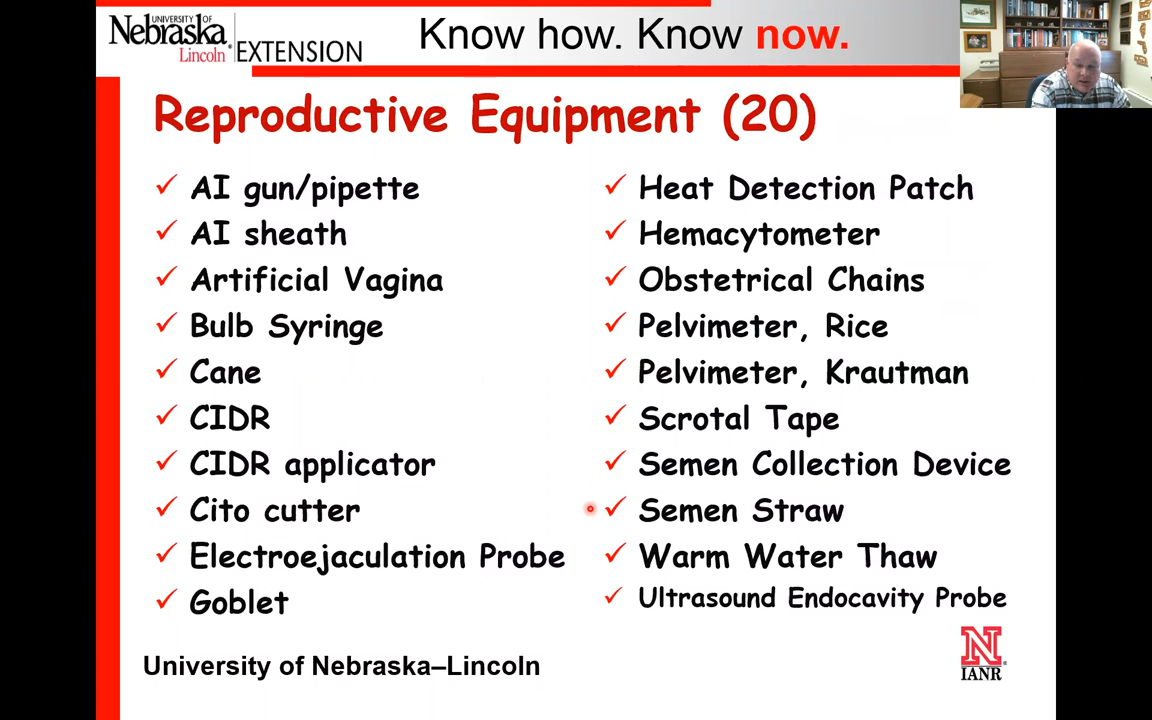 UNIVERSITY OF
Nebraska
Lincoln
EXTENSION
Know how. Know now.
Reproductive Equipment (20)
AI gun/pipette
AI sheath
Artificial Vagina
Bulb Syringe
Cane
CIDR
CIDR applicator
Cito cutter
Electroejaculation Probe
Goblet
Heat Detection Patch
Hemacytometer
Obstetrical Chains
Pelvimeter, Rice
Pelvimeter, Krautman
Scrotal Tape
Semen Collection Device
Semen Straw
Warm Water Thaw
Ultrasound Endocavity Probe
University of Nebraska–Lincoln
N
IANR